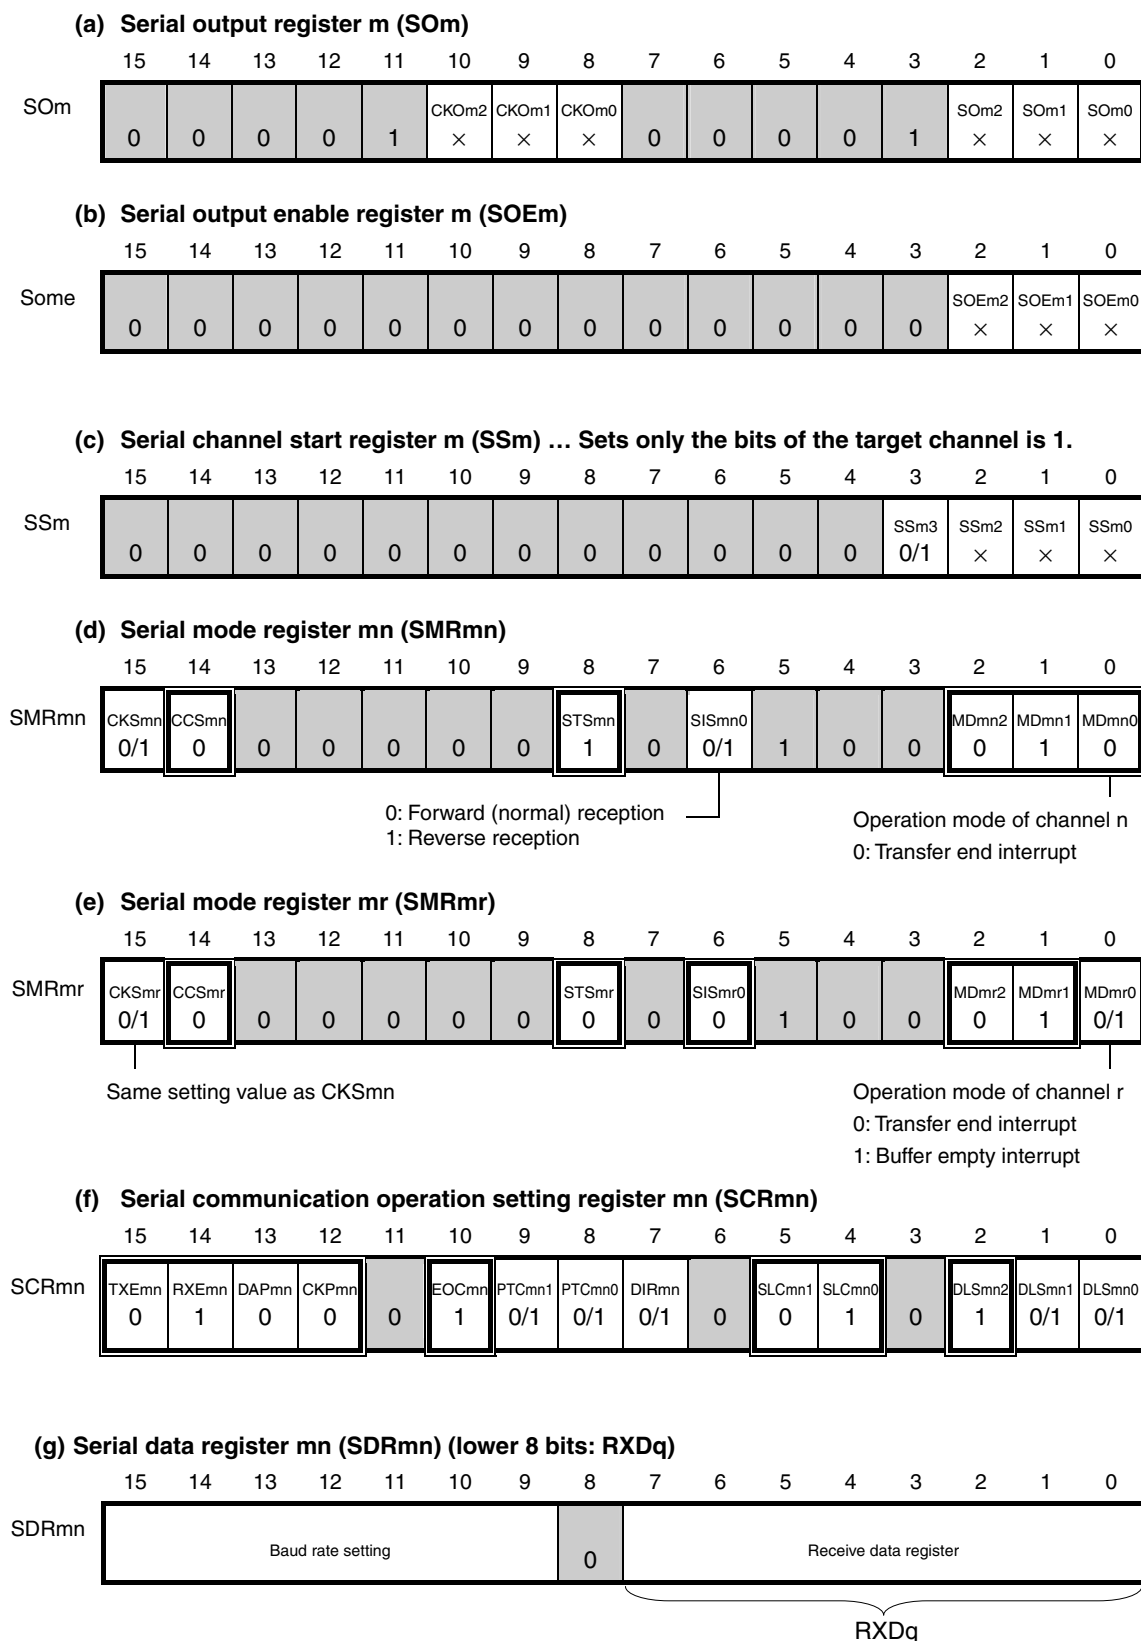 (a) Serial output register m (SOm)
15 14 13 12 11 10 9 8 7 6 5 4 3 2 1 0
SOm
CKOm2 CKOm1 CKOm0 SOm2 SOm1 SOm0
0 0 0 0 1 × × × 0 0 0 0 1 × × ×
(b) Serial output enable register m (SOEm)
15 14 13 12 11 10 9 8 7 6 5 4 3 2 1 0
Some
SOEm2 SOEm1 SOEm0
0 0 0 0 0 0 0 0 0 0 0 0 0 × × ×
(c) Serial channel start register m (SSm) … Sets only the bits of the target channel is 1.
15 14 13 12 11 10 9 8 7 6 5 4 3 2 1 0
SSm
SSm3 SSm2 SSm1 SSm0
0 0 0 0 0 0 0 0 0 0 0 0 0/1 × × ×
(d) Serial mode register mn (SMRmn)
15 14 13 12 11 10 9 8 7 6 5 4 3 2 1 0
SMRmn
CKSmn CCSmn STSmn SISmn0 MDmn2 MDmn1 MDmn0
0/1 0 0 0 0 0 0 1 0 0/1 1 0 0 0 1 0
0: Forward (normal) reception
1: Reverse reception
Operation mode of channel n
0: Transfer end interrupt
(e) Serial mode register mr (SMRmr)
15 14 13 12 11 10 9 8 7 6 5 4 3 2 1 0
SMRmr
CKSmr CCSmr STSmr SISmr0 MDmr2 MDmr1 MDmr0
0/1 0 0 0 0 0 0 0 0 0 1 0 0 0 1 0/1
Same setting value as CKSmn
Operation mode of channel r
0: Transfer end interrupt
1: Buffer empty interrupt
(f) Serial communication operation setting register mn (SCRmn)
15 14 13 12 11 10 9 8 7 6 5 4 3 2 1 0
SCRmn
TXEmn RXEmn DAPmn CKPmn EOCmn PTCmn1 PTCmn0 DIRmn SLCmn1 SLCmn0 DLSmn2 DLSmn1 DLSmn0
0 1 0 0 0 1 0/1 0/1 0/1 0 0 1 0 1 0/1 0/1
(g) Serial data register mn (SDRmn) (lower 8 bits: RXDq)
15 14 13 12 11 10 9 8 7 6 5 4 3 2 1 0
SDRmn
Baud rate setting 0 Receive data register
RXDq